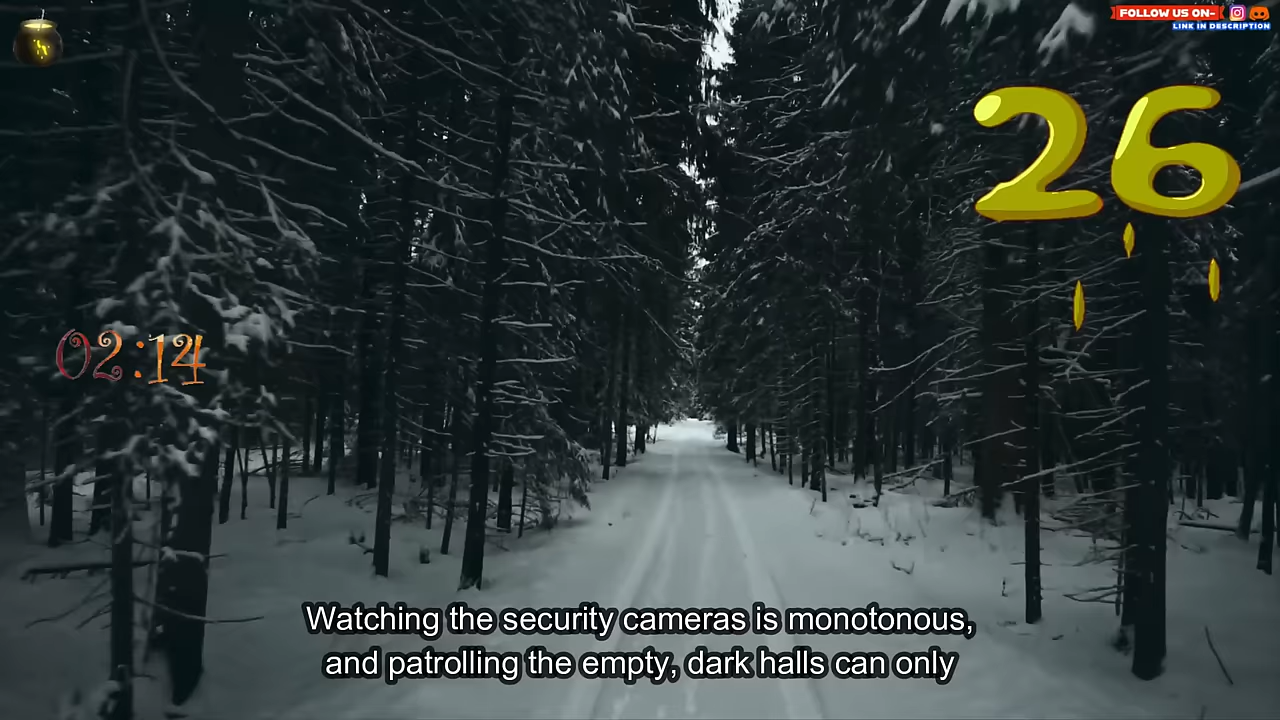 FOLLOW US ON-
LINK IN DESCRIPTION
26
02:14
Watching the security cameras is monotonous,
and patrolling the empty, dark halls can only